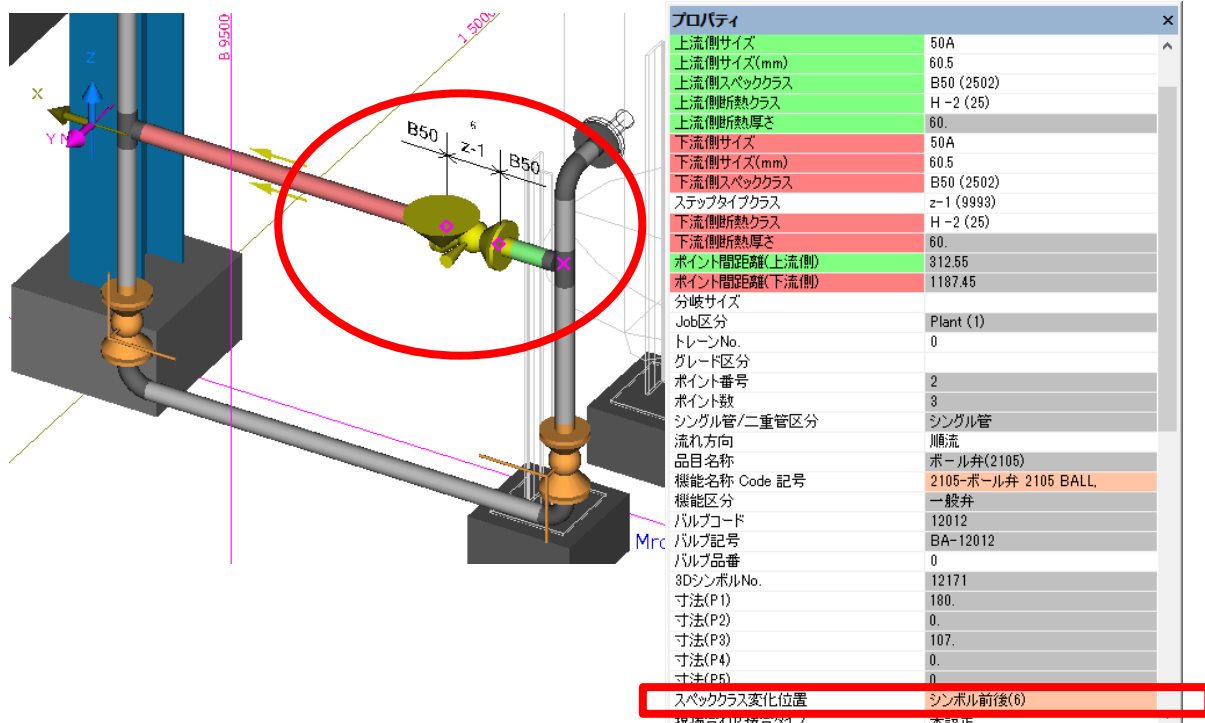 B 9500
1 5000
Z
X
Y N
B50
6
z-1
B50
プロパティ ×
上流側サイズ 50A
上流側サイズ(mm) 60.5
上流側スペッククラス B50 (2502)
上流側断熱クラス H -2 (25)
上流側断熱厚さ 60.
下流側サイズ 50A
下流側サイズ(mm) 60.5
下流側スペッククラス B50 (2502)
ステップタイプクラス z-1 (9993)
下流側断熱クラス H -2 (25)
下流側断熱厚さ 60.
ポイント間距離(上流側) 312.55
ポイント間距離(下流側) 1187.45
分岐サイズ
Job区分 Plant (1)
トレーンNo. 0
グレード区分
ポイント番号 2
ポイント数 3
シングル管/二重管区分 シングル管
流れ方向 順流
品目名称 ボール弁(2105)
機能名称 Code 記号 2105-ボール弁 2105 BALL,
機能区分 一般弁
バルブコード 12012
バルブ記号 BA-12012
バルブ品番 0
3DシンボルNo. 12171
寸法(P1) 180.
寸法(P2) 0.
寸法(P3) 107.
寸法(P4) 0.
寸法(P5) 0
スペッククラス変化位置 シンボル前後(6)